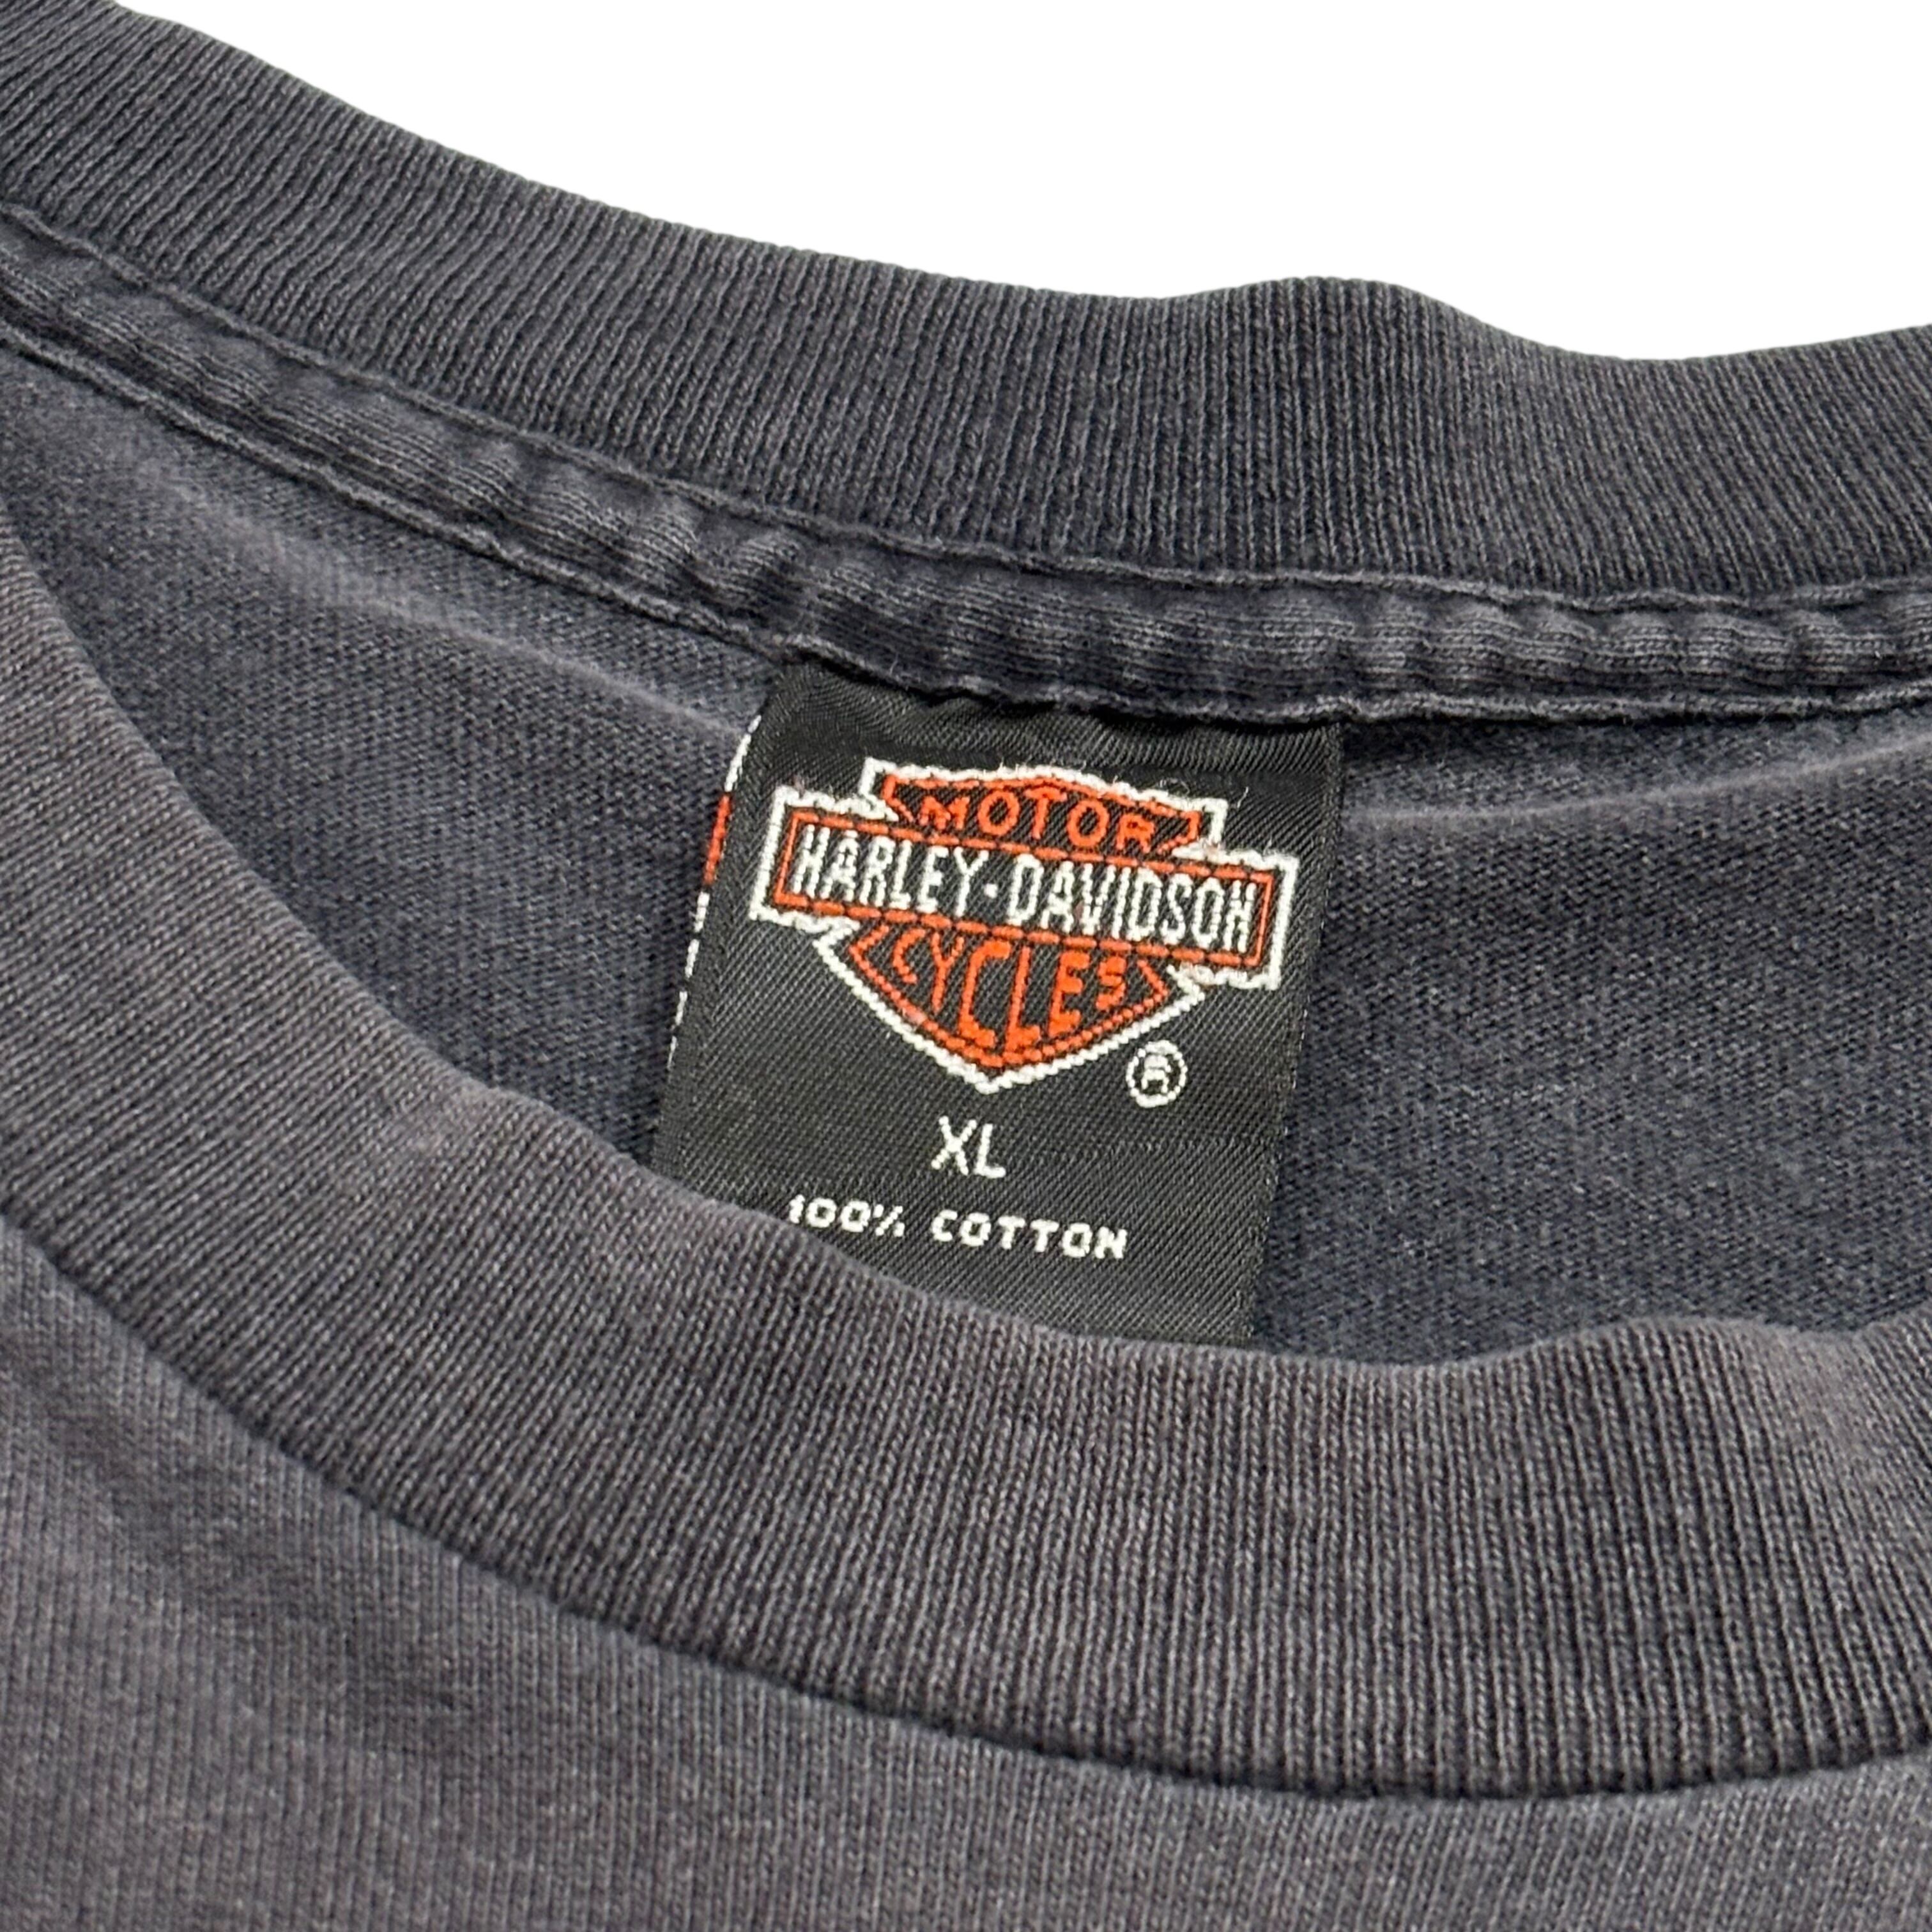 MOTOR
HARLEY-DAVIDSON
CYCLES
®
XL
100% COTTON